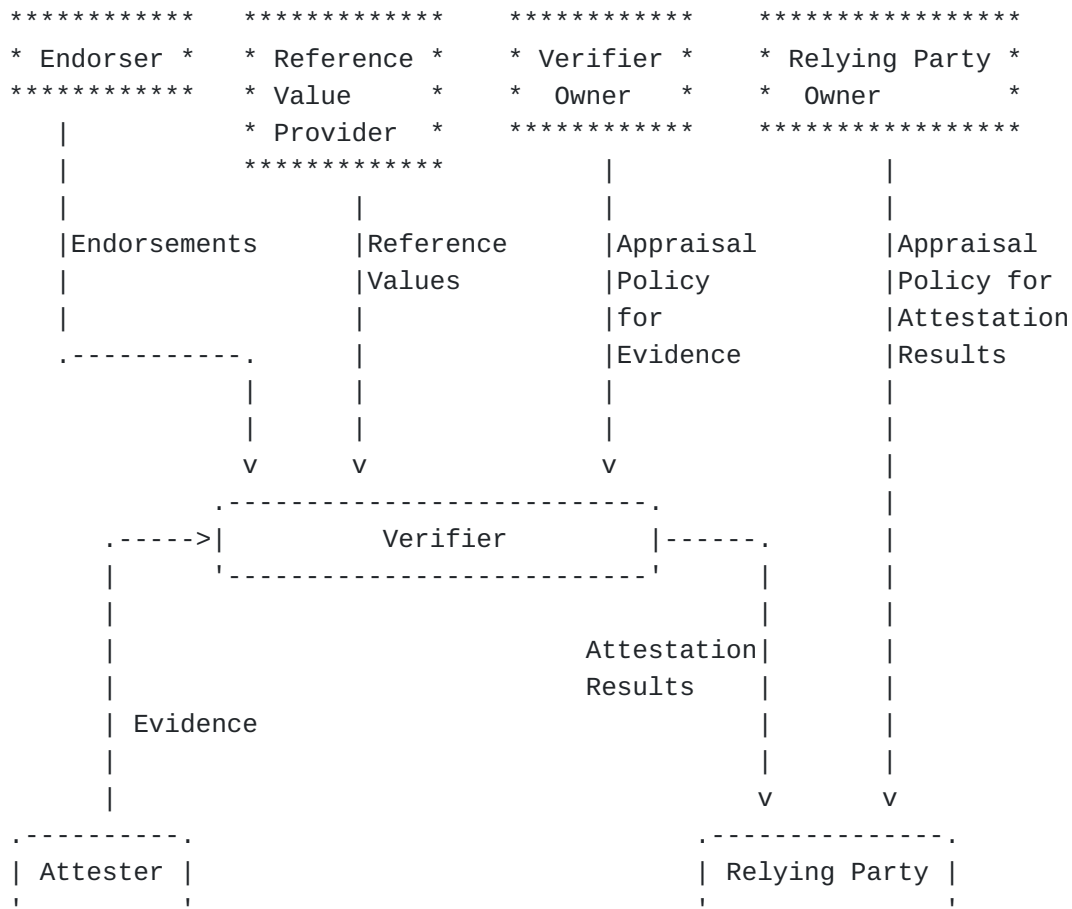 ************   *************    ************    *****************
* Endorser *   * Reference *    * Verifier *    * Relying Party *
************   * Value     *    *  Owner   *    *  Owner        *
   |           * Provider  *    ************    *****************
   |           *************          |                 |
   |                  |               |                 |
   |Endorsements      |Reference      |Appraisal        |Appraisal
   |                  |Values         |Policy           |Policy for
   |                  |               |for              |Attestation
   .-----------.      |               |Evidence         |Results
               |      |               |                 |
               |      |               |                 |
               v      v               v                 |
             .---------------------------.              |
      .----->|          Verifier         |------.       |
      |      '---------------------------'      |       |
      |                                         |       |
      |                              Attestation|       |
      |                              Results    |       |
      | Evidence                                |       |
      |                                         |       |
      |                                         v       v
.----------.                                .---------------.
| Attester |                                | Relying Party |
'          '                                '               '